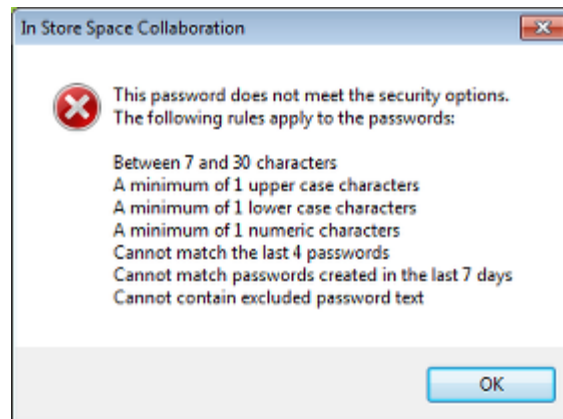 In Store Space Collaboration
This password does not meet the security options.
The following rules apply to the passwords:
Between 7 and 30 characters
A minimum of 1 upper case characters
A minimum of 1 lower case characters
A minimum of 1 numeric characters
Cannot match the last 4 passwords
Cannot match passwords created in the last 7 days
Cannot contain excluded password text
OK